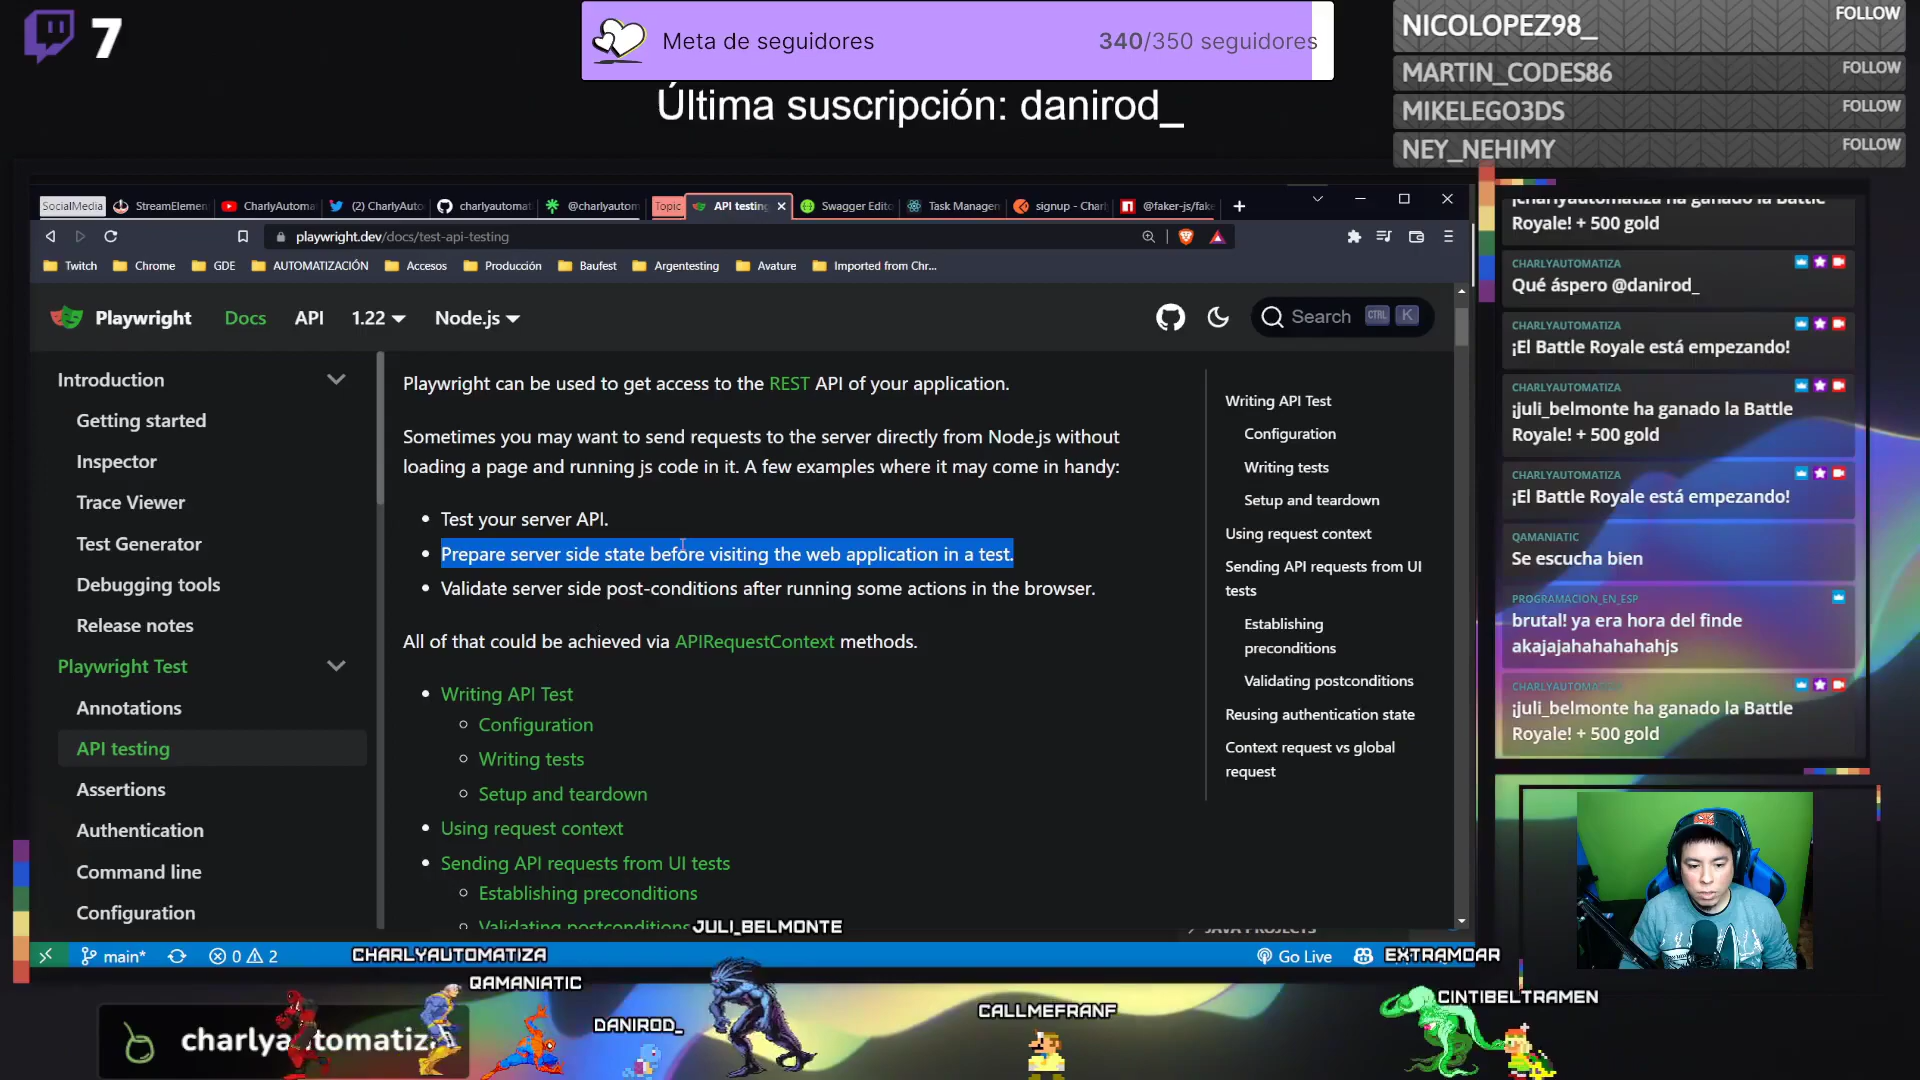 7
Meta de seguidores
340/350 seguidores
Última suscripción: danirod_
NICOLOPEZ98_ FOLLOW
MARTIN_CODES86 FOLLOW
MIKELEGO3DS FOLLOW
NEY_NEHIMY FOLLOW
SocialMedia
StreamElemen
CharlyAutoma
(2) CharlyAuto
charlyautomat
@charlyautom
Topic
API testing
Swagger Edito
Task Managen
signup - Charl
@faker-js/fake
playwright.dev/docs/test-api-testing
Twitch
Chrome
GDE
AUTOMATIZACIÓN
Accesos
Producción
Baufest
Argentesting
Avature
Imported from Chr...
Playwright
Docs
API
1.22
Node.js
Search CTRL K
Introduction
Getting started
Inspector
Trace Viewer
Test Generator
Debugging tools
Release notes
Playwright Test
Annotations
API testing
Assertions
Authentication
Command line
Configuration
Playwright can be used to get access to the REST API of your application.
Sometimes you may want to send requests to the server directly from Node.js without
loading a page and running js code in it. A few examples where it may come in handy:
Test your server API.
Prepare server side state before visiting the web application in a test.
Validate server side post-conditions after running some actions in the browser.
All of that could be achieved via APIRequestContext methods.
Writing API Test
Configuration
Writing tests
Setup and teardown
Using request context
Sending API requests from UI tests
Establishing preconditions
Validating postconditions
Writing API Test
Configuration
Writing tests
Setup and teardown
Using request context
Sending API requests from UI
tests
Establishing
preconditions
Validating postconditions
Reusing authentication state
Context request vs global
request
¡charlyautomatiza ha ganado la Battle
Royale! + 500 gold
CHARLYAUTOMATIZA
Qué áspero @danirod_
CHARLYAUTOMATIZA
¡El Battle Royale está empezando!
CHARLYAUTOMATIZA
¡juli_belmonte ha ganado la Battle
Royale! + 500 gold
CHARLYAUTOMATIZA
¡El Battle Royale está empezando!
QAMANIATIC
Se escucha bien
PROGRAMACION_EN_ESP
brutal! ya era hora del finde
akajajahahahahahjs
CHARLYAUTOMATIZA
¡juli_belmonte ha ganado la Battle
Royale! + 500 gold
JAVA PROJECTS
main*
0
2
Go Live
JULI_BELMONTE
CHARLYAUTOMATIZA
EXTRAMOAR
QAMANIATIC
DANIROD_
CALLMEFRANF
CINTIBELTRAMEN
charlyautomatiza